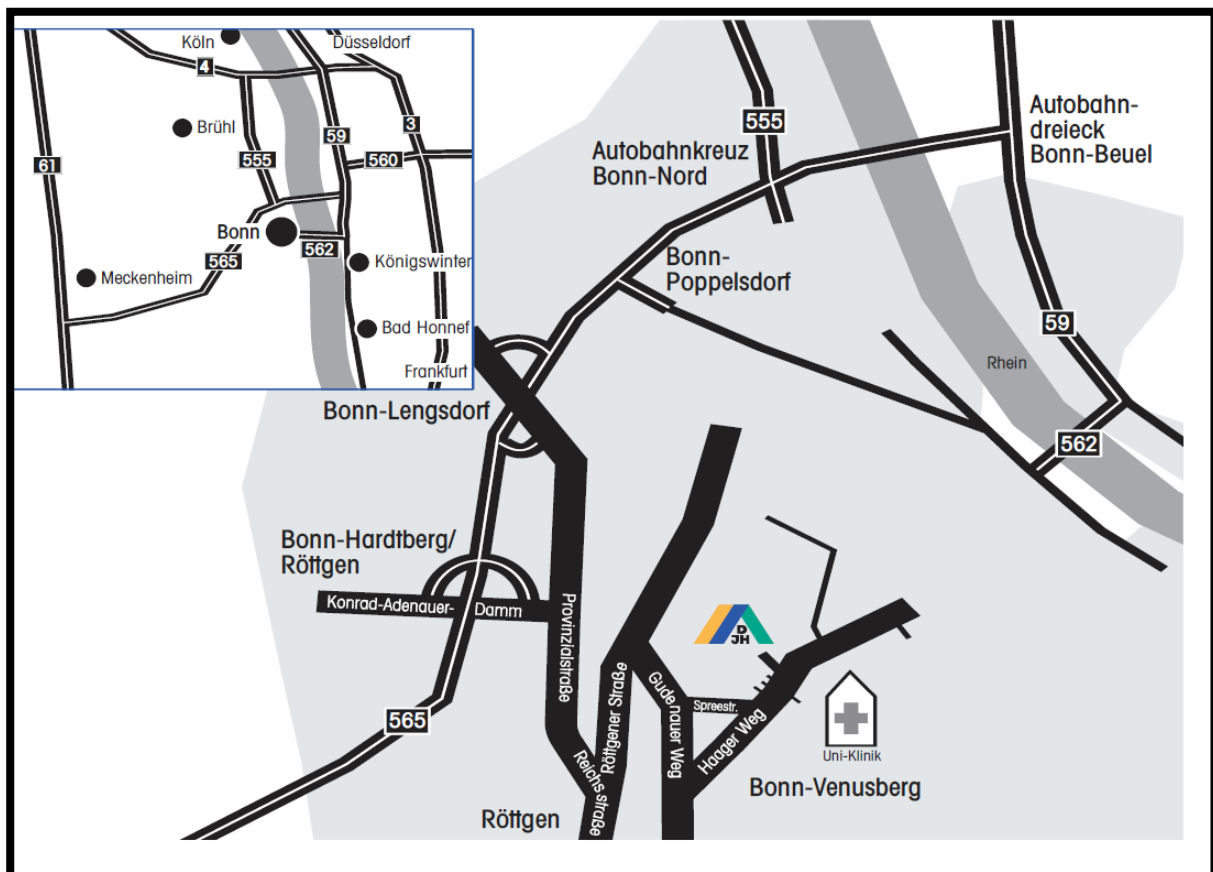 Köln
Düsseldorf
4
3
Brühl
59
555
560
61
Bonn
562
565
Königswinter
Meckenheim
Bad Honnef
Frankfurt
555
Autobahn-
dreieck
Bonn-Beuel
Autobahnkreuz
Bonn-Nord
Bonn-
Poppelsdorf
59
Rhein
562
Bonn-Lengsdorf
Bonn-Hardtberg/
Röttgen
Konrad-Adenauer- Damm
Provinzialstraße
D
JH
Röttgener Straße
Gudenauer Weg
Spreestr.
Haager Weg
565
Reichsstraße
Uni-Klinik
Bonn-Venusberg
Röttgen